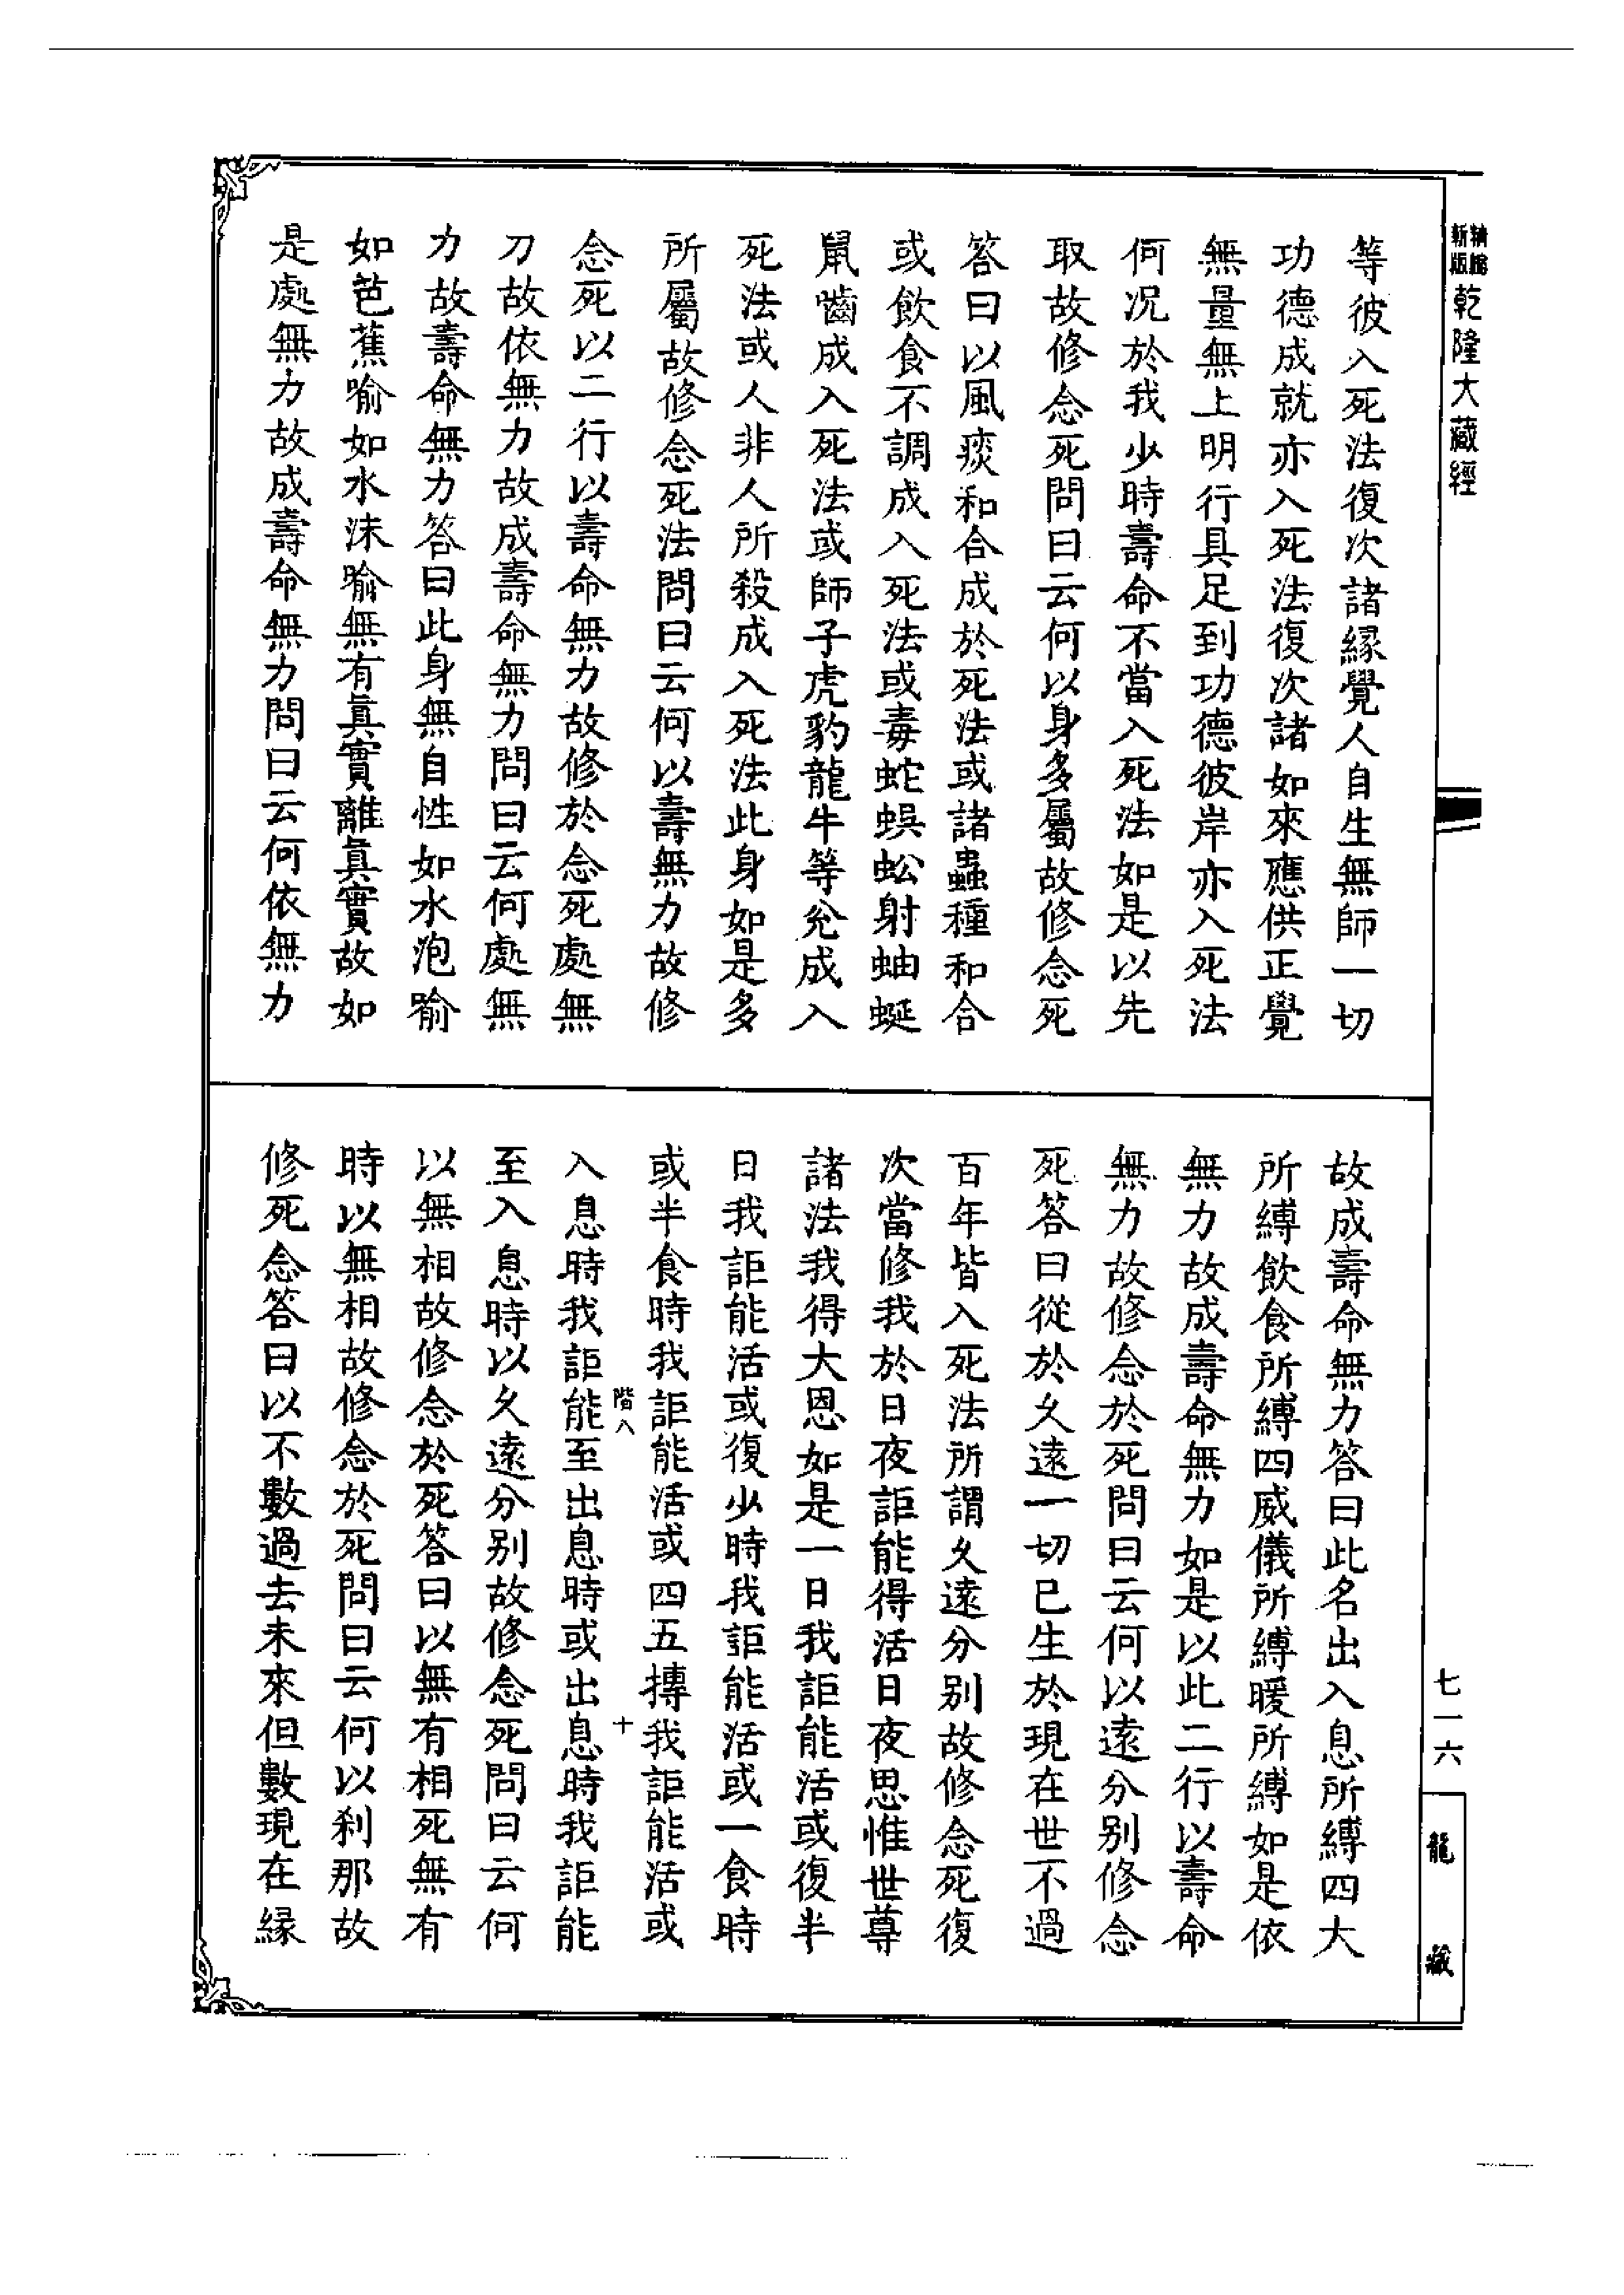 新版精編乾隆大藏經
等彼入死法復次諸緣覺人自生無師一切
功德成就亦入死法復次諸如來應供正覺
無量無上明行具足到功德彼岸亦入死法
何況於我少時壽命不當入死法如是以先
取故修念死問曰云何以身多屬故修念死
答曰以風痰和合成於死法或諸蟲種和合
或飲食不調成入死法或毒蛇蜈蚣射蚰蜒
鼠嚙成入死法或師子虎豹龍牛等兊成入
死法或人非人所殺成入死法此身如是多
所屬故修念死法問曰云何以壽無力故修
念死以二行以壽命無力故修於念死處無
刀故依無力故成壽命無力問曰云何處無
力故壽命無力答曰此身無自性如水泡喻
如芭蕉喻如水沫喻無有真實離真實故如
是處無力故成壽命無力問曰云何依無力
故成壽命無力答曰此名出入息所縛四大
所縛飲食所縛四威儀所縛暖所縛如是依
無力故成壽命無力如是以此二行以壽命
無力故修念於死問曰云何以遠分別修念
死答曰從於久遠一切已生於現在世不過
百年皆入死法所謂久遠分別故修念死復
次當修我於日夜詎能得活日夜思惟世尊
諸法我得大恩如是一日我詎能活或復半
日我詎能活或復少時我詎能活或一食時
或半食時我詎能活或四五摶我詎能活或
階八 十
入息時我詎能至出息時或出息時我詎能
至入息時以久遠分別故修念死問曰云何
以無相故修念於死答曰以無有相死無有
時以無相故修念於死問曰云何以剎那故
修死念答曰以不數過去未來但數現在緣
七一六
龍藏